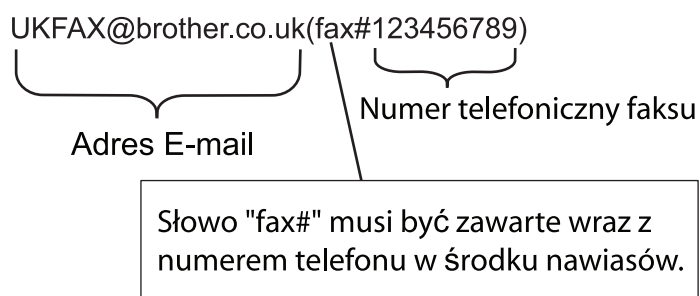 UKFAX@brother.co.uk(fax#123456789)
Numer telefoniczny faksu
Adres E-mail
Słowo "fax#" musi być zawarte wraz z
numerem telefonu w środku nawiasów.